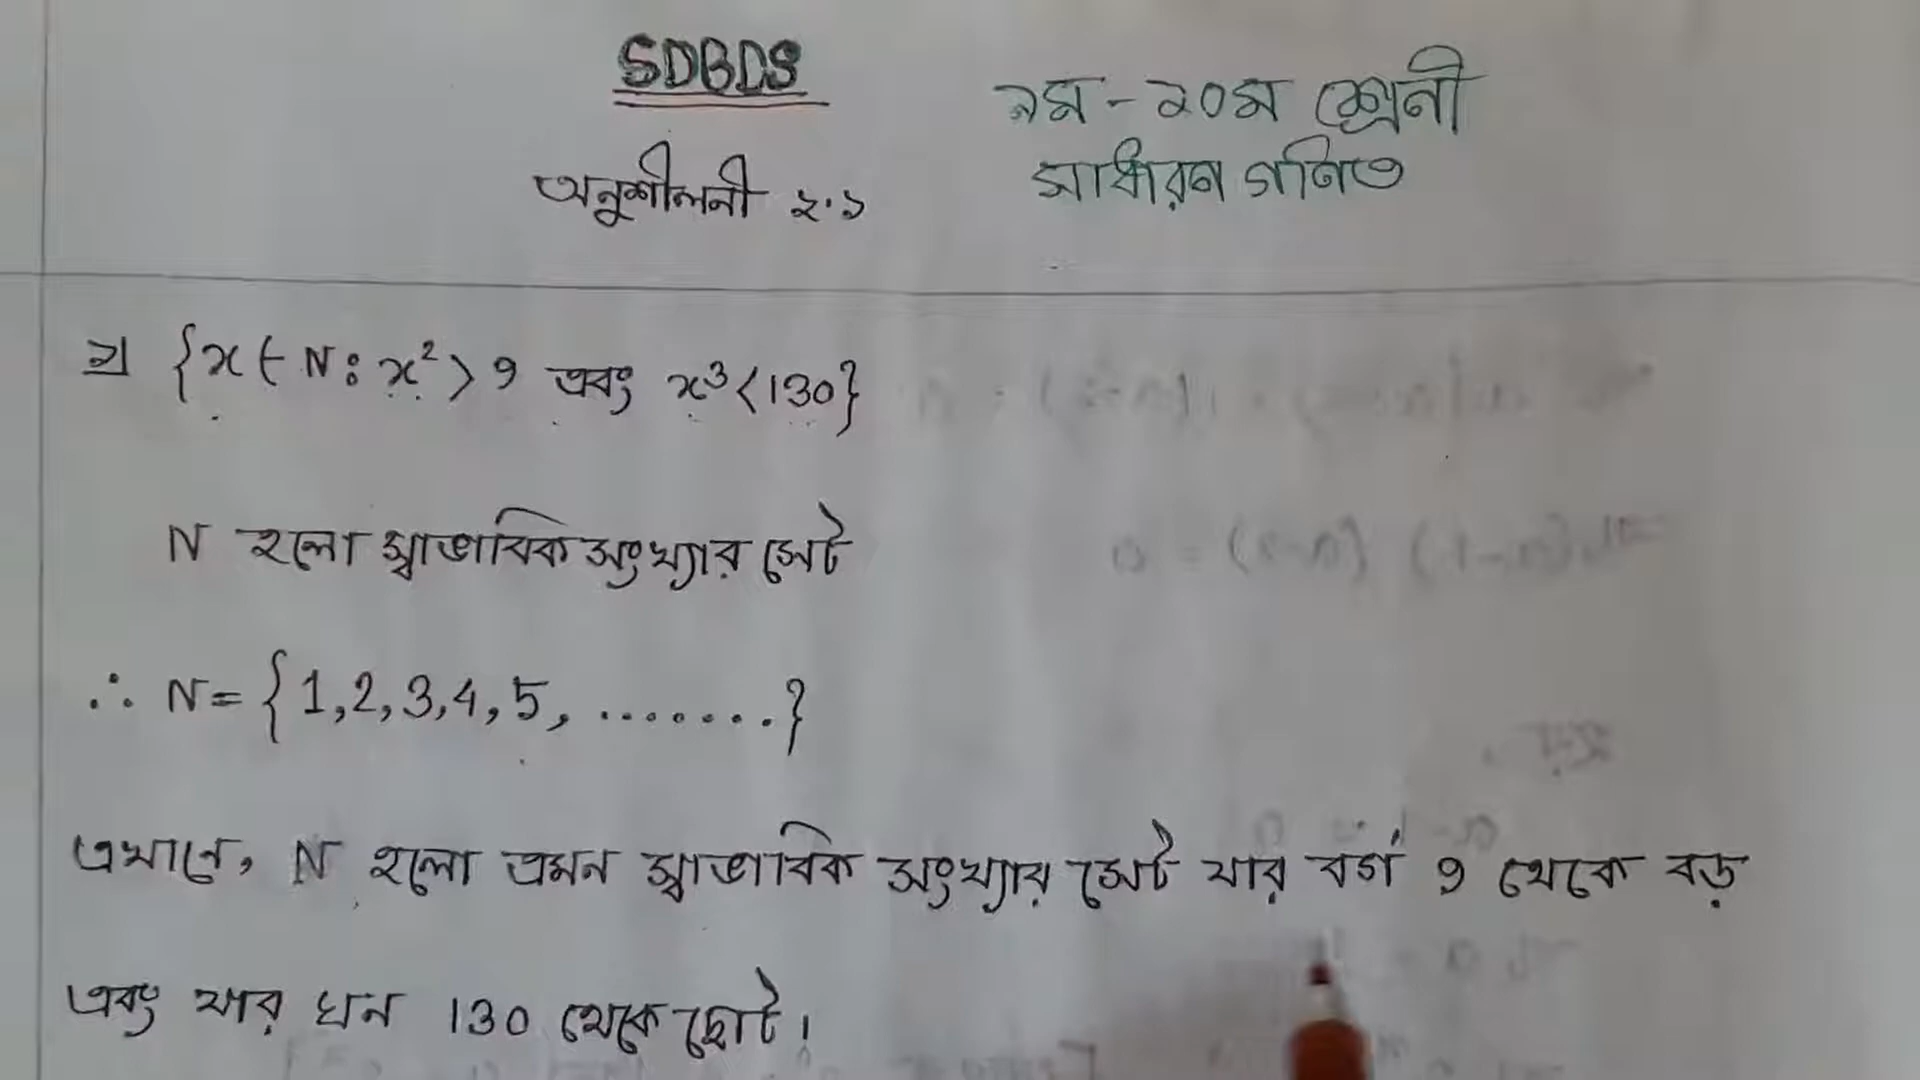 SDBDS
৯ম - ১০ম শ্রেনী
সাধারন গনিত
অনুশীলনী ২.১
১। {x ∈ N : x² > 9 এবং x³ < 130}
N হলো স্বাভাবিক সংখ্যার সেট
∴ N = {1, 2, 3, 4, 5, ........}
এখানে, N হলো এমন স্বাভাবিক সংখ্যার সেট যার বর্গ 9 থেকে বড়
এবং যার ঘন 130 থেকে ছোট।